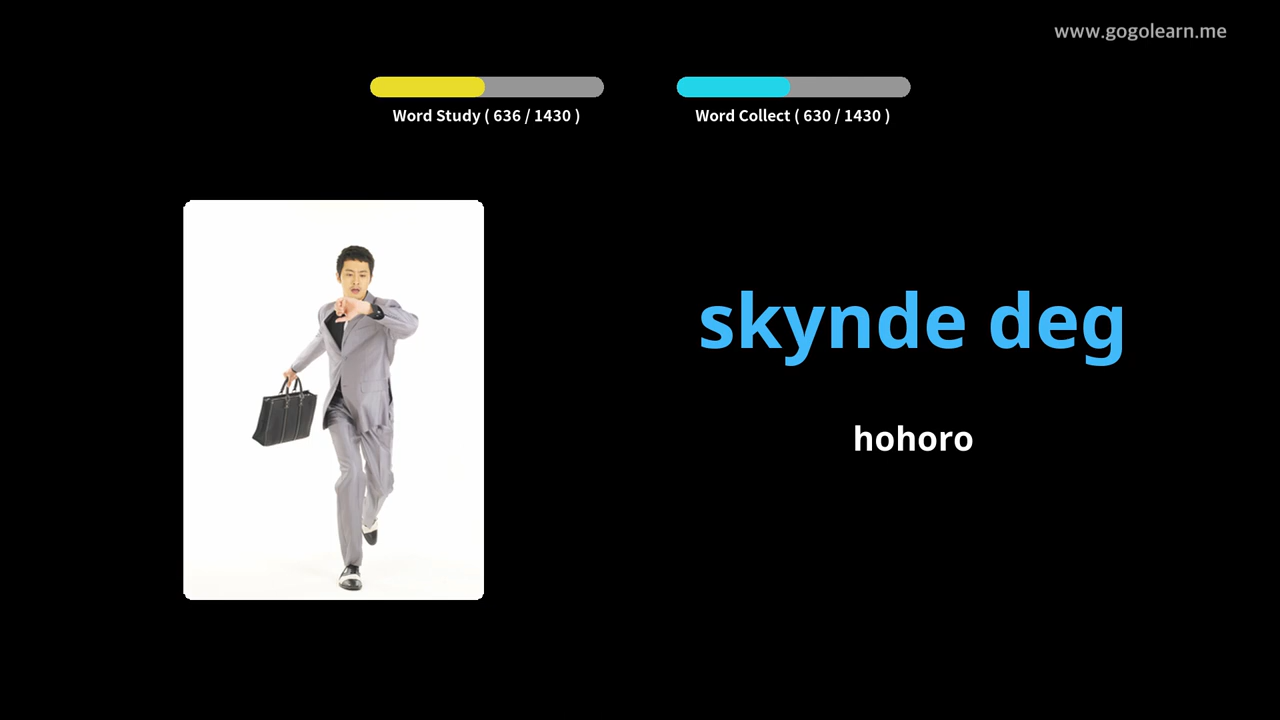 www.gogolearn.me
Word Study ( 636 / 1430 )
Word Collect ( 630 / 1430 )
skynde deg
hohoro